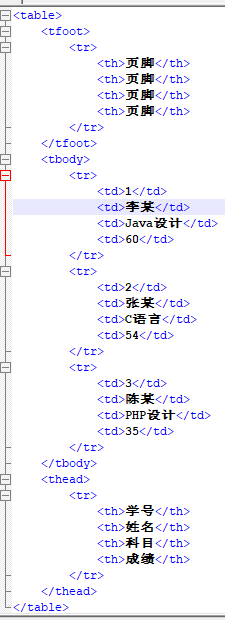 <table>
<tfoot>
<tr>
<th>页脚</th>
<th>页脚</th>
<th>页脚</th>
<th>页脚</th>
</tr>
</tfoot>
<tbody>
<tr>
<td>1</td>
<td>李某</td>
<td>Java设计</td>
<td>60</td>
</tr>
<tr>
<td>2</td>
<td>张某</td>
<td>C语言</td>
<td>54</td>
</tr>
<tr>
<td>3</td>
<td>陈某</td>
<td>PHP设计</td>
<td>35</td>
</tr>
</tbody>
<thead>
<tr>
<th>学号</th>
<th>姓名</th>
<th>科目</th>
<th>成绩</th>
</tr>
</thead>
</table>